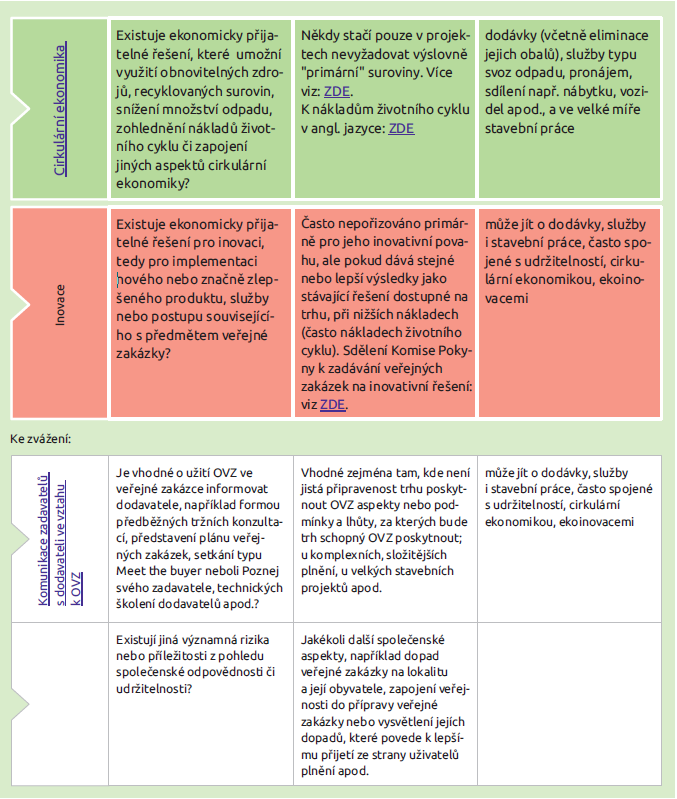 Cirkulární ekonomika
Existuje ekonomicky přija-
telné řešení, které umožní
využití obnovitelných zdro-
jů, recyklovaných surovin,
snížení množství odpadu,
zohlednění nákladů život-
ního cyklu či zapojení
jiných aspektů cirkulární
ekonomiky?
Někdy stačí pouze v projek-
tech nevyžadovat výslovně
"primární" suroviny. Více
viz: ZDE.
K nákladům životního cyklu
v angl. jazyce: ZDE
dodávky (včetně eliminace
jejich obalů), služby typu
svoz odpadu, pronájem,
sdílení např. nábytku, vozi-
del apod., a ve velké míře
stavební práce
Inovace
Existuje ekonomicky přija-
telné řešení pro inovaci,
tedy pro implementaci
nového nebo značně zlep-
šeného produktu, služby
nebo postupu související-
ho s předmětem veřejné
zakázky?
Často nepořizováno primár-
ně pro jeho inovativní pova-
hu, ale pokud dává stejné
nebo lepší výsledky jako
stávající řešení dostupné na
trhu, při nižších nákladech
(často nákladech životního
cyklu). Sdělení Komise Poky-
ny k zadávání veřejných
zakázek na inovativní řešení:
viz ZDE.
může jít o dodávky, služby
i stavební práce, často spo-
jené s udržitelností, cirku-
lární ekonomikou, ekoino-
vacemi
Ke zvážení:
Komunikace zadavatelů
s dodavateli ve vztahu
k OVZ
Je vhodné o užití OVZ ve
veřejné zakázce informovat
dodavatele, například formou
předběžných tržních konzulta-
cí, představení plánu veřej-
ných zakázek, setkání typu
Meet the buyer neboli Poznej
svého zadavatele, technických
školení dodavatelů apod.?
Vhodné zejména tam, kde není
jistá připravenost trhu poskyt-
nout OVZ aspekty nebo pod-
mínky a lhůty, za kterých bude
trh schopný OVZ poskytnout;
u komplexních, složitějších
plnění, u velkých stavebních
projektů apod.
může jít o dodávky, služby
i stavební práce, často spojené
s udržitelností, cirkulární
ekonomikou, ekoinovacemi
Existují jiná významná rizika
nebo příležitosti z pohledu
společenské odpovědnosti či
udržitelnosti?
Jakékoli další společenské
aspekty, například dopad
veřejné zakázky na lokalitu
a její obyvatele, zapojení veřej-
nosti do přípravy veřejné
zakázky nebo vysvětlení jejích
dopadů, které povede k lepší-
mu přijetí ze strany uživatelů
plnění apod.